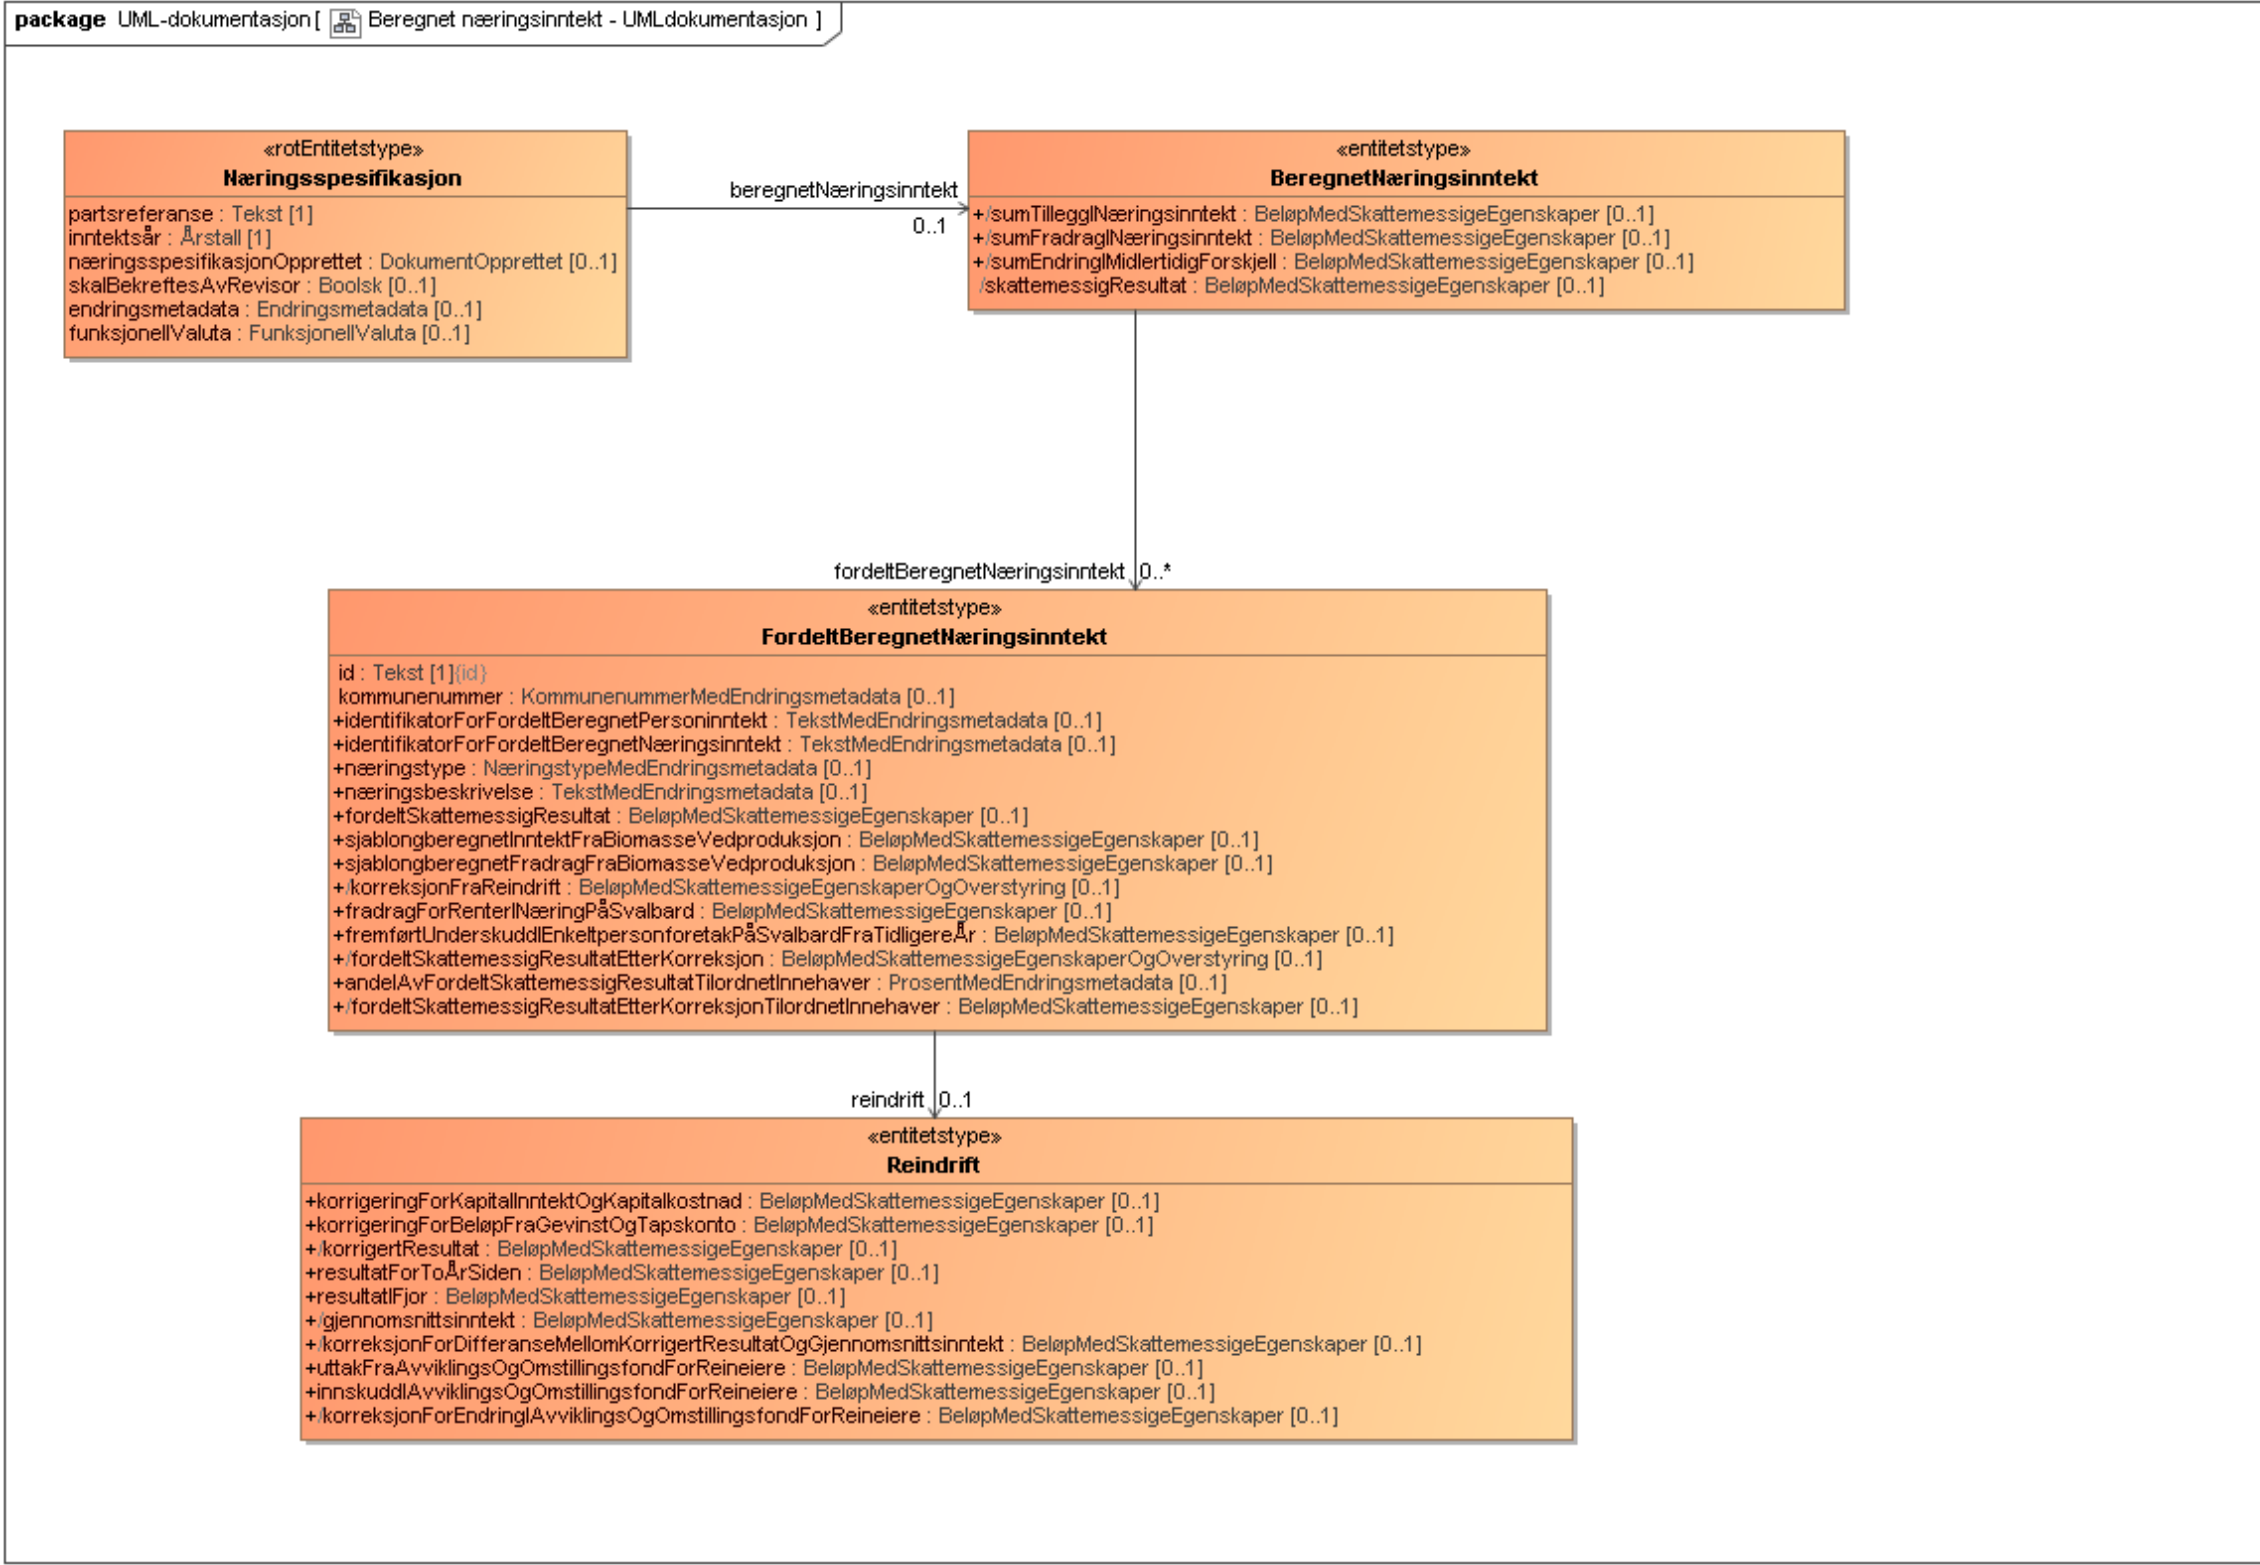 package UML-dokumentasjon [ Beregnet næringsinntekt - UMLdokumentasjon ]
«rotEntitetstype»
Næringsspesifikasjon
partsreferanse : Tekst [1]
inntektsår : Årstall [1]
næringsspesifikasjonOpprettet : DokumentOpprettet [0..1]
skalBekreftesAvRevisor : Boolsk [0..1]
endringsmetadata : Endringsmetadata [0..1]
funksjonellValuta : FunksjonellValuta [0..1]
beregnetNæringsinntekt
0..1
«entitetstype»
BeregnetNæringsinntekt
+/sumTilleggINæringsinntekt : BeløpMedSkattemessigeEgenskaper [0..1]
+/sumFradragINæringsinntekt : BeløpMedSkattemessigeEgenskaper [0..1]
+/sumEndringIMidlertidigForskjell : BeløpMedSkattemessigeEgenskaper [0..1]
/skattemessigResultat : BeløpMedSkattemessigeEgenskaper [0..1]
fordeltBeregnetNæringsinntekt 0..*
«entitetstype»
FordeltBeregnetNæringsinntekt
id : Tekst [1]{id}
kommunenummer : KommunenummerMedEndringsmetadata [0..1]
+identifikatorForFordeltBeregnetPersoninntekt : TekstMedEndringsmetadata [0..1]
+identifikatorForFordeltBeregnetNæringsinntekt : TekstMedEndringsmetadata [0..1]
+næringstype : NæringstypeMedEndringsmetadata [0..1]
+næringsbeskrivelse : TekstMedEndringsmetadata [0..1]
+fordeltSkattemessigResultat : BeløpMedSkattemessigeEgenskaper [0..1]
+sjablongberegnetInntektFraBiomasseVedproduksjon : BeløpMedSkattemessigeEgenskaper [0..1]
+sjablongberegnetFradragFraBiomasseVedproduksjon : BeløpMedSkattemessigeEgenskaper [0..1]
+/korreksjonFraReindrift : BeløpMedSkattemessigeEgenskaperOgOverstyring [0..1]
+fradragForRenterINæringPåSvalbard : BeløpMedSkattemessigeEgenskaper [0..1]
+fremførtUnderskuddIEnkeltpersonforetakPåSvalbardFraTidligereÅr : BeløpMedSkattemessigeEgenskaper [0..1]
+/fordeltSkattemessigResultatEtterKorreksjon : BeløpMedSkattemessigeEgenskaperOgOverstyring [0..1]
+andelAvFordeltSkattemessigResultatTilordnetInnehaver : ProsentMedEndringsmetadata [0..1]
+/fordeltSkattemessigResultatEtterKorreksjonTilordnetInnehaver : BeløpMedSkattemessigeEgenskaper [0..1]
reindrift 0..1
«entitetstype»
Reindrift
+korrigeringForKapitalInntektOgKapitalkostnad : BeløpMedSkattemessigeEgenskaper [0..1]
+korrigeringForBeløpFraGevinstOgTapskonto : BeløpMedSkattemessigeEgenskaper [0..1]
+/korrigertResultat : BeløpMedSkattemessigeEgenskaper [0..1]
+resultatForToÅrSiden : BeløpMedSkattemessigeEgenskaper [0..1]
+resultatIFjor : BeløpMedSkattemessigeEgenskaper [0..1]
+/gjennomsnittsinntekt : BeløpMedSkattemessigeEgenskaper [0..1]
+/korreksjonForDifferanseMellomKorrigertResultatOgGjennomsnittsinntekt : BeløpMedSkattemessigeEgenskaper [0..1]
+uttakFraAvviklingsOgOmstillingsfondForReineiere : BeløpMedSkattemessigeEgenskaper [0..1]
+innskuddIAvviklingsOgOmstillingsfondForReineiere : BeløpMedSkattemessigeEgenskaper [0..1]
+/korreksjonForEndringIAvviklingsOgOmstillingsfondForReineiere : BeløpMedSkattemessigeEgenskaper [0..1]